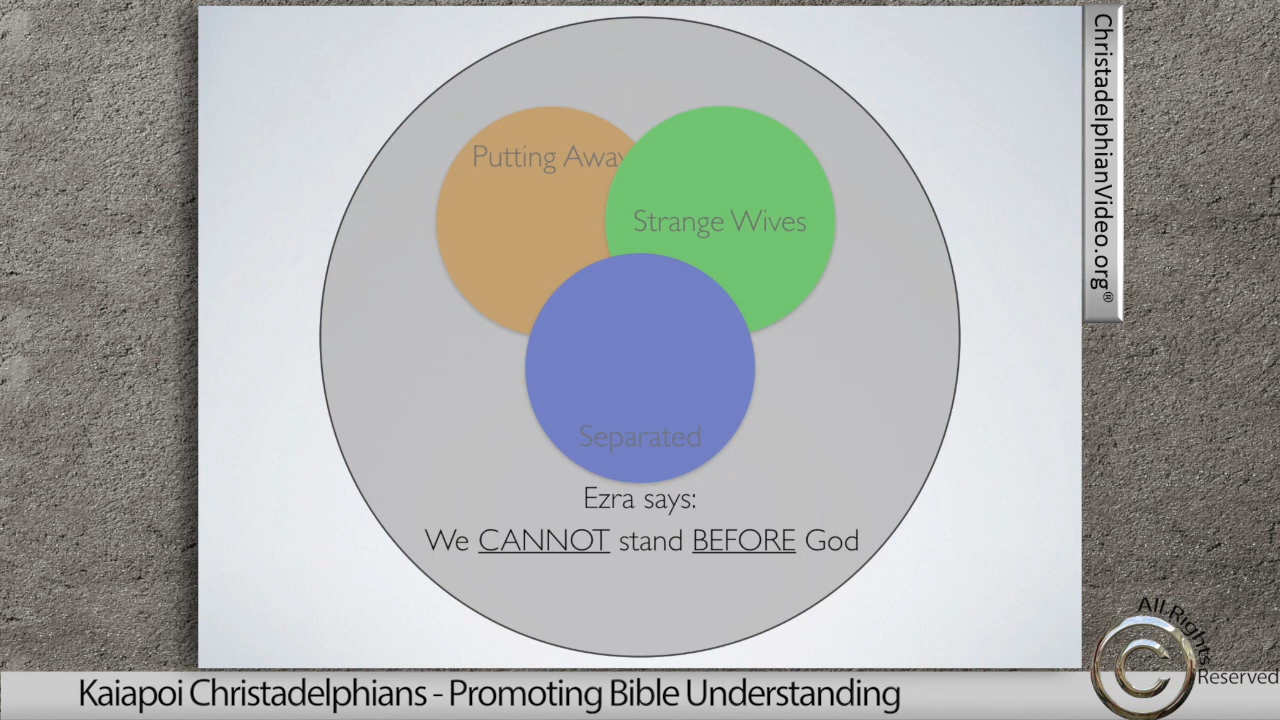 Putting Away
Strange Wives
Separated
Ezra says:
We CANNOT stand BEFORE God
ChristadelphianVideo.org®
All Rights
Reserved
Kaiapoi Christadelphians - Promoting Bible Understanding